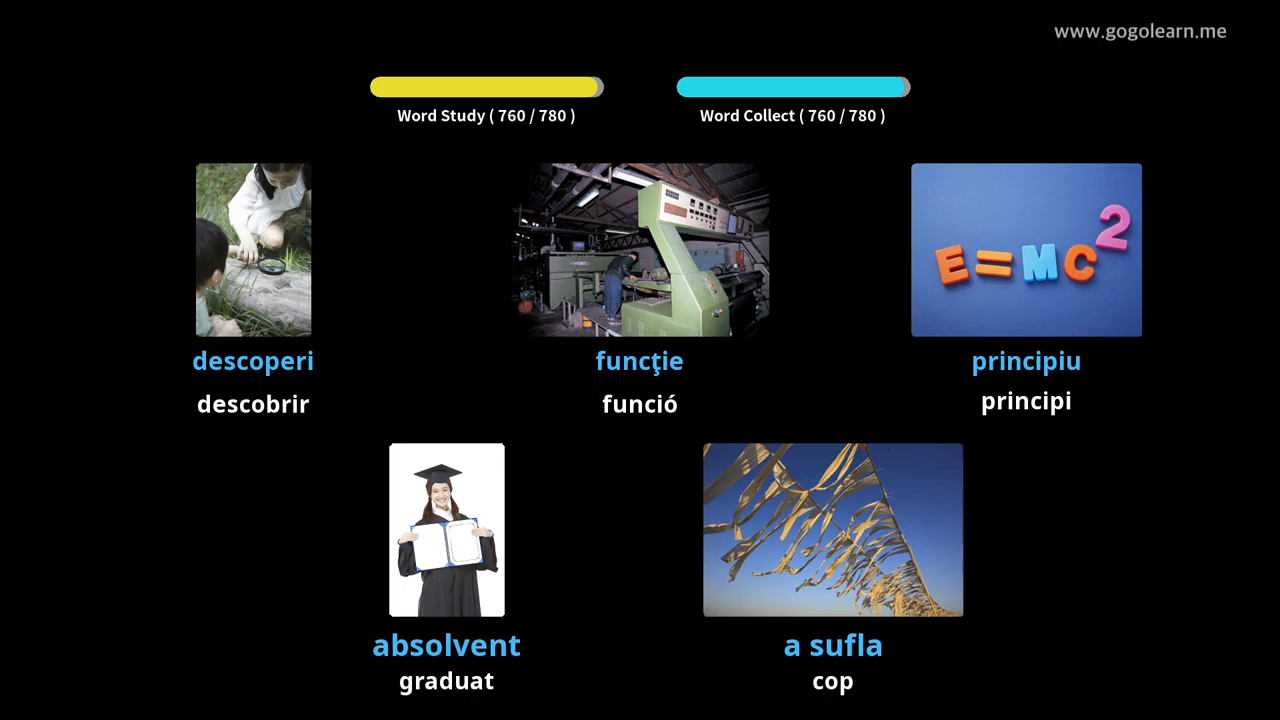 www.gogolearn.me
Word Study ( 760 / 780 )
Word Collect ( 760 / 780 )
E=MC2
descoperi
funcţie
principiu
descobrir
funció
principi
absolvent
a sufla
graduat
cop